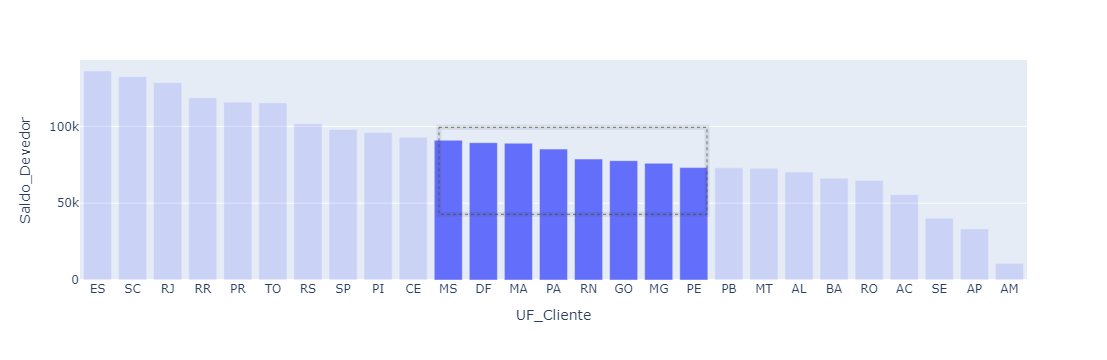 Saldo_Devedor
100k
50k
0
ES SC RJ RR PR TO RS SP PI CE MS DF MA PA RN GO MG PE PB MT AL BA RO AC SE AP AM
UF_Cliente